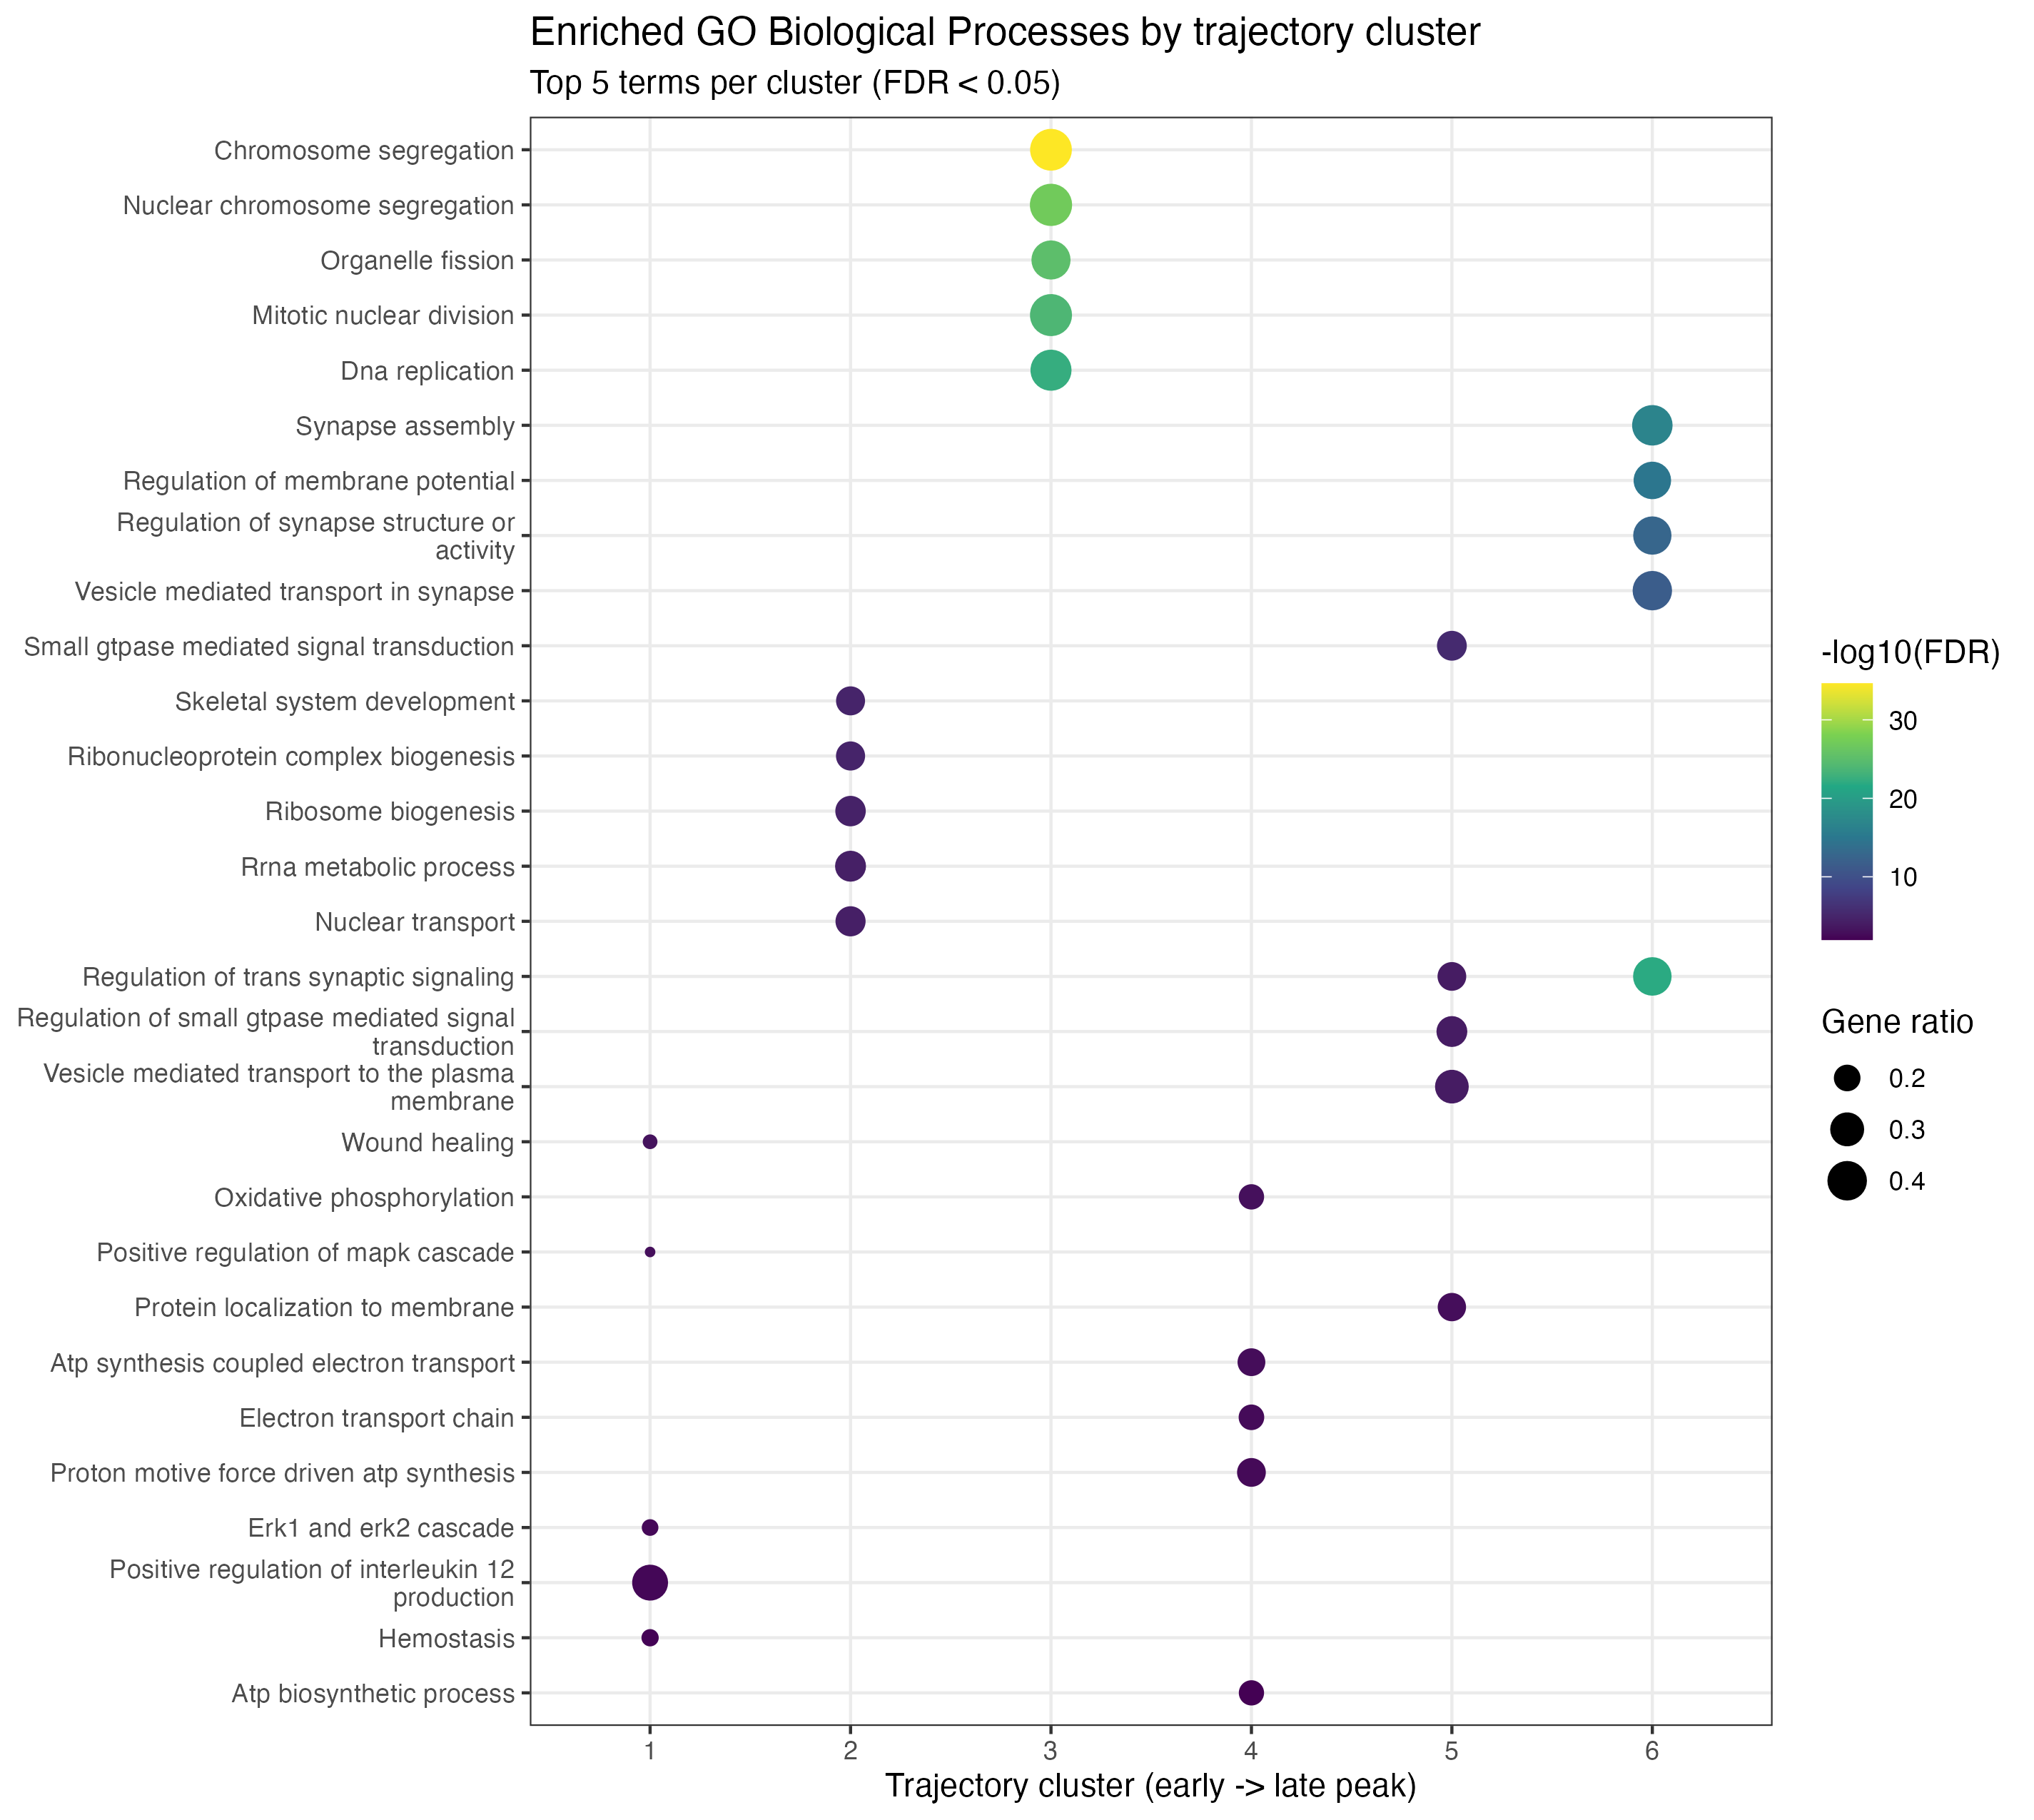 Enriched GO Biological Processes by trajectory cluster
Top 5 terms per cluster (FDR < 0.05)
Chromosome segregation
Nuclear chromosome segregation
Organelle fission
Mitotic nuclear division
Dna replication
Synapse assembly
Regulation of membrane potential
Regulation of synapse structure or
activity
Vesicle mediated transport in synapse
Small gtpase mediated signal transduction
Skeletal system development
Ribonucleoprotein complex biogenesis
Ribosome biogenesis
Rrna metabolic process
Nuclear transport
Regulation of trans synaptic signaling
Regulation of small gtpase mediated signal
transduction
Vesicle mediated transport to the plasma
membrane
Wound healing
Oxidative phosphorylation
Positive regulation of mapk cascade
Protein localization to membrane
Atp synthesis coupled electron transport
Electron transport chain
Proton motive force driven atp synthesis
Erk1 and erk2 cascade
Positive regulation of interleukin 12
production
Hemostasis
Atp biosynthetic process
1 2 3 4 5 6
Trajectory cluster (early -> late peak)
-log10(FDR)
30
20
10
Gene ratio
0.2
0.3
0.4